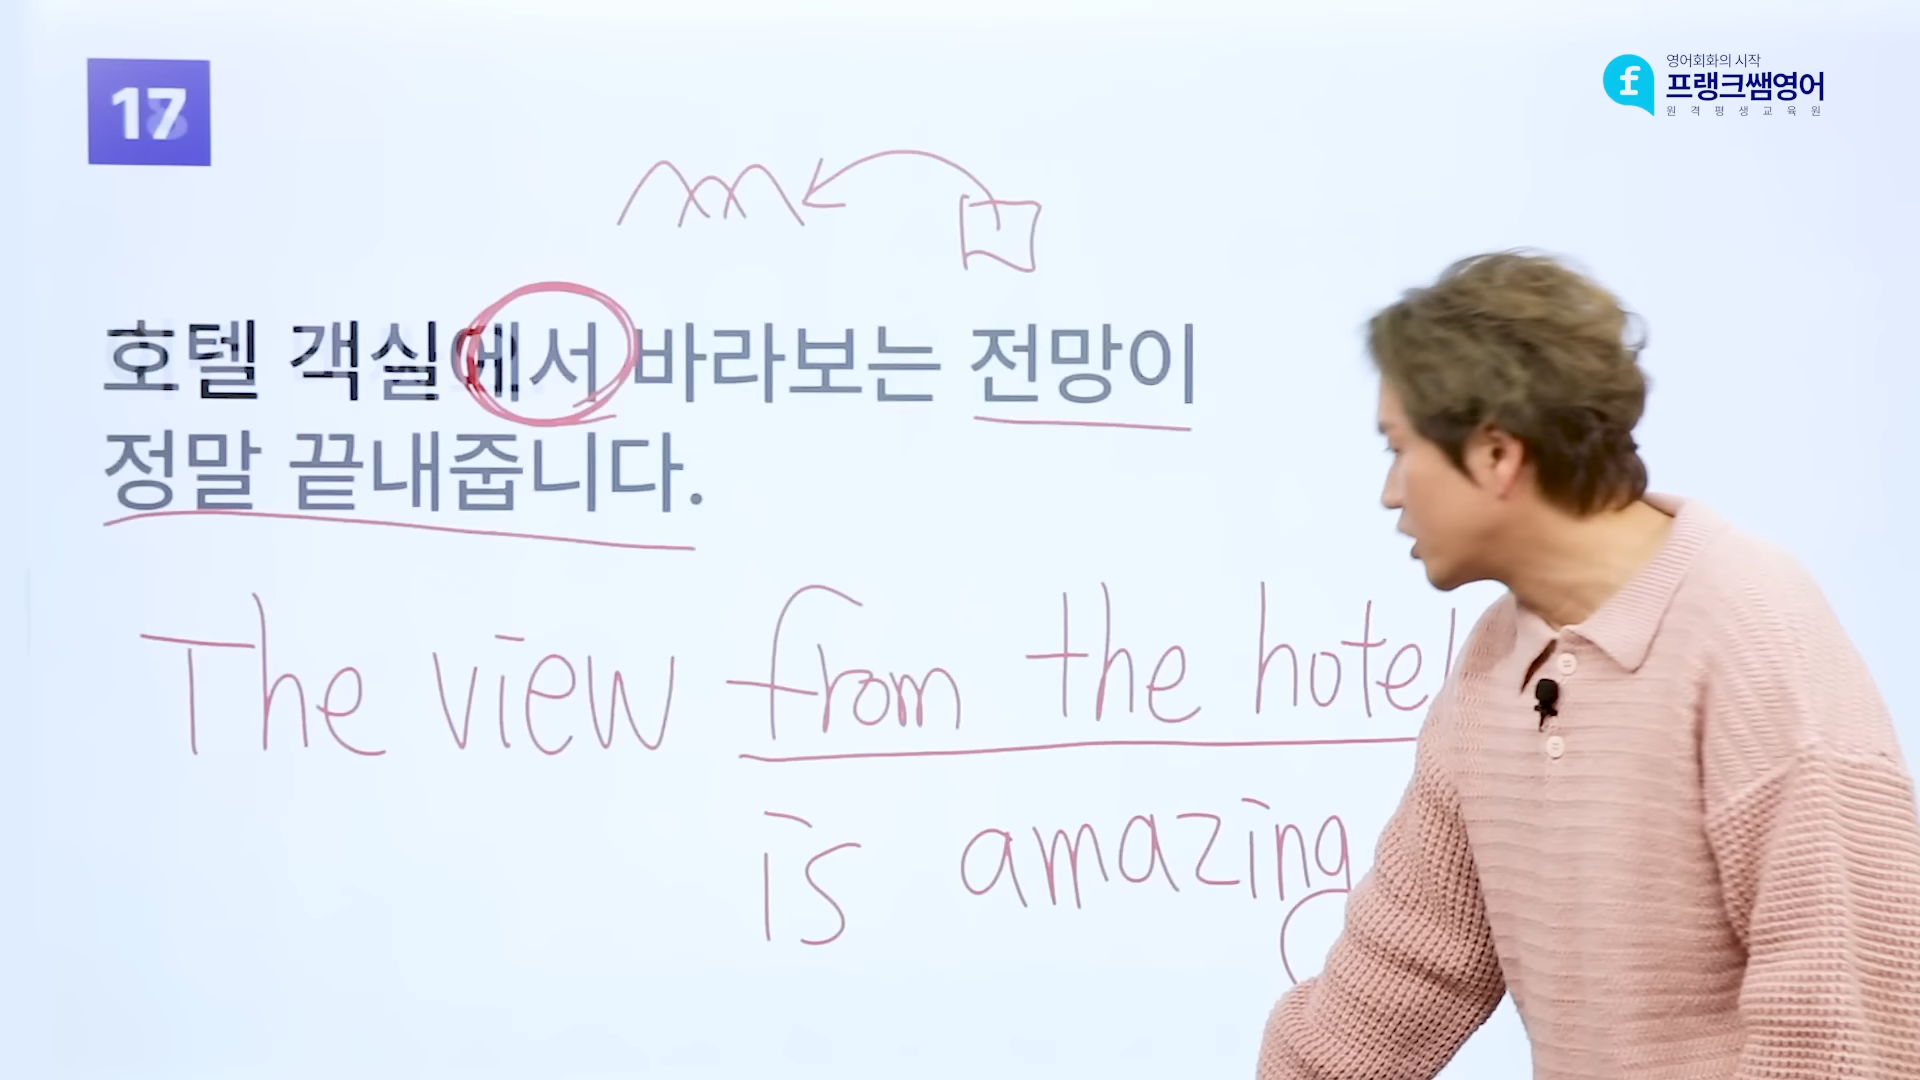 17
영어회화의 시작
프랭크쌤영어
원격평생교육원
호텔 객실에서 바라보는 전망이
정말 끝내줍니다.
The view from the hotel
is amazing